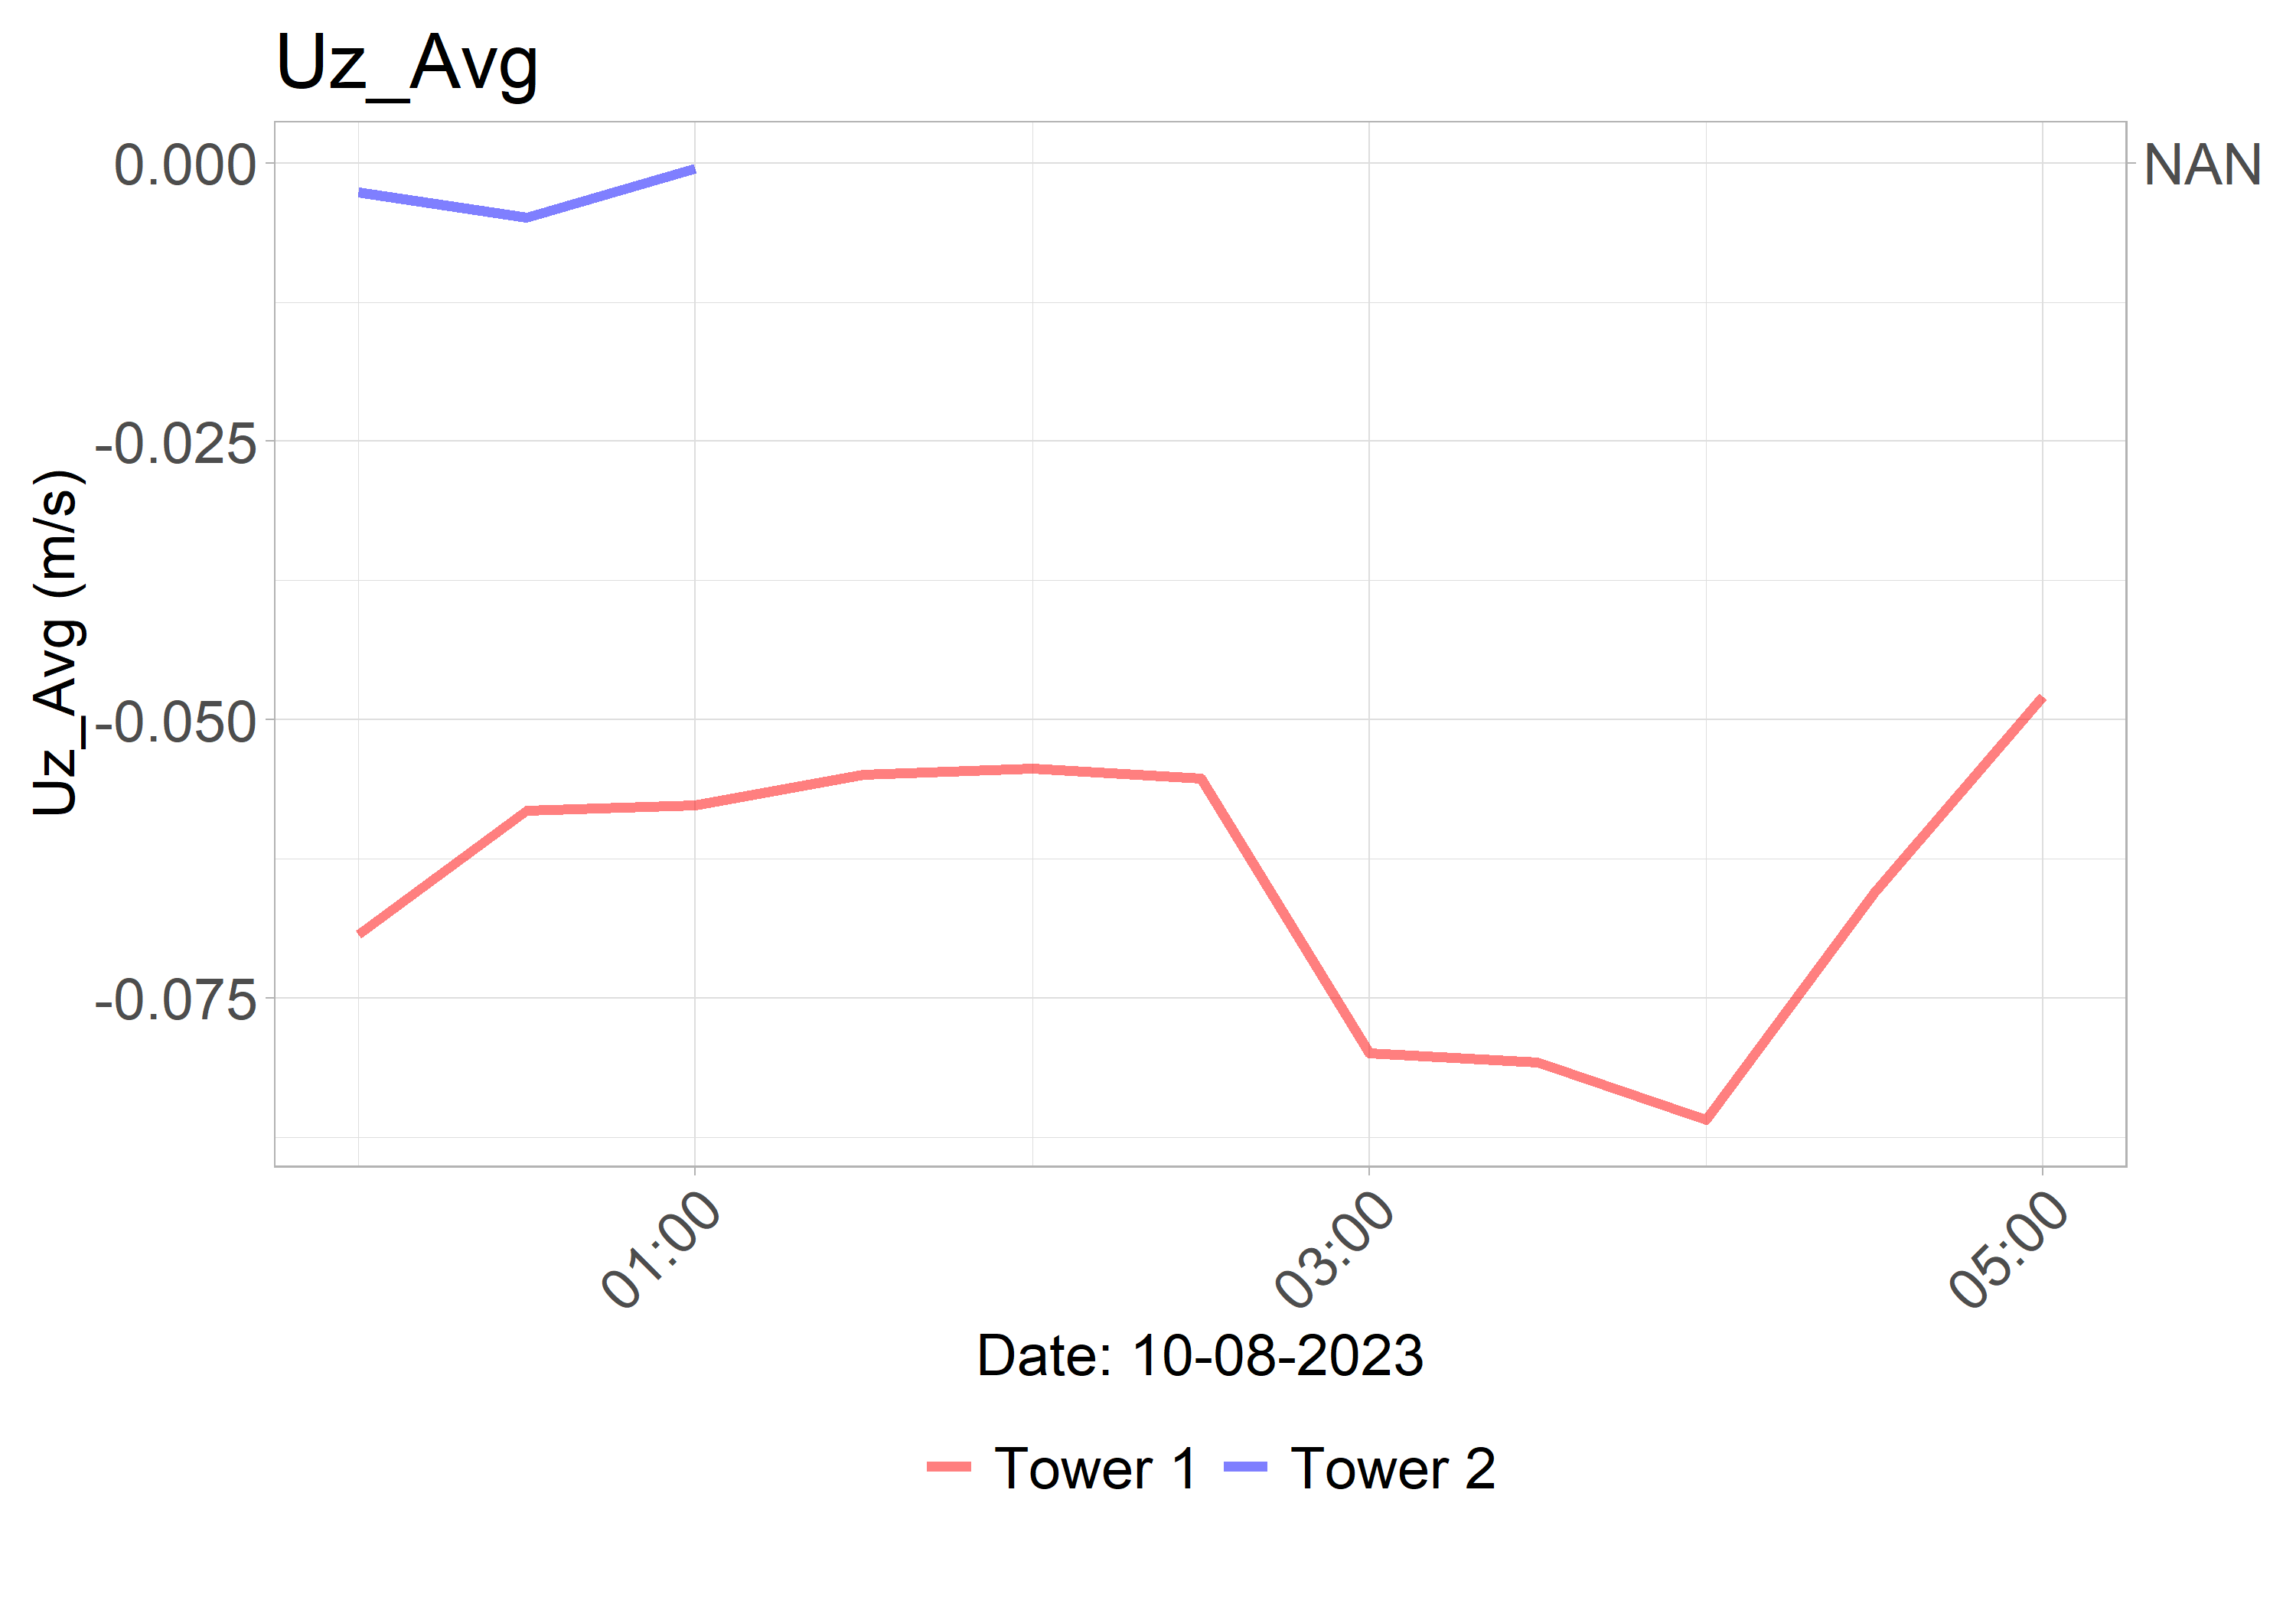 Uz_Avg
0.000
-0.025
-0.050
-0.075
NAN
Uz_Avg (m/s)
01:00
03:00
05:00
Date: 10-08-2023
Tower 1
Tower 2